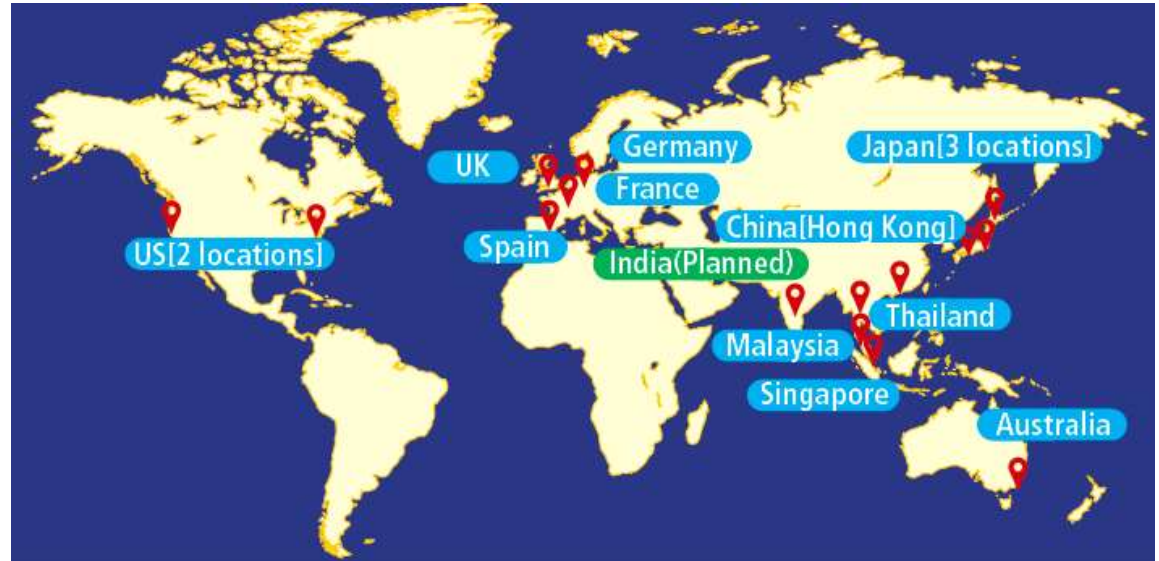 Germany
Japan[3 locations]
UK
France
China[Hong Kong]
US[2 locations]
Spain
India(Planned)
Thailand
Malaysia
Singapore
Australia